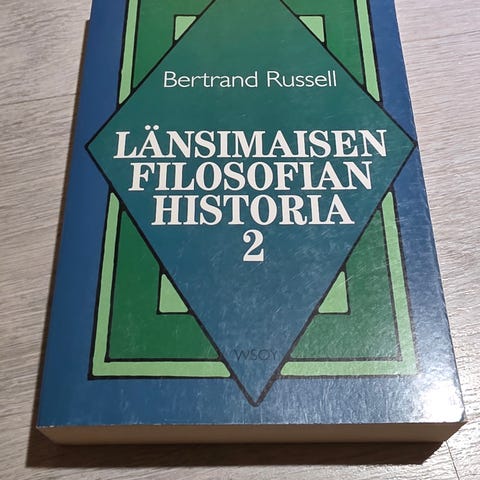 Bertrand Russell
LÄNSIMAISEN
FILOSOFIAN
HISTORIA
2
WSOY